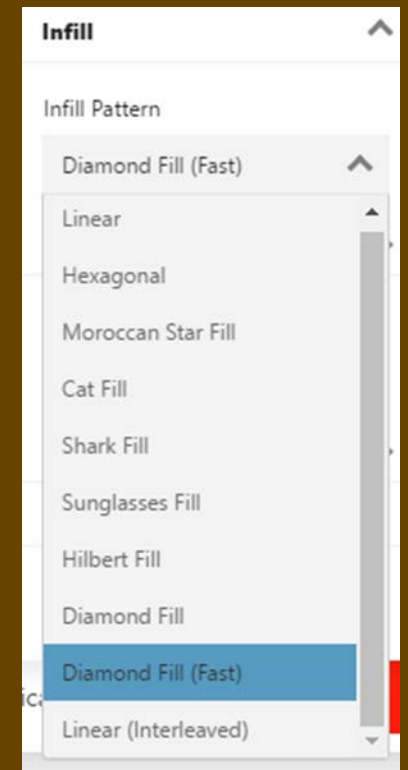 Infill
Infill Pattern
Diamond Fill (Fast)
Linear
Hexagonal
Moroccan Star Fill
Cat Fill
Shark Fill
Sunglasses Fill
Hilbert Fill
Diamond Fill
Diamond Fill (Fast)
Linear (Interleaved)